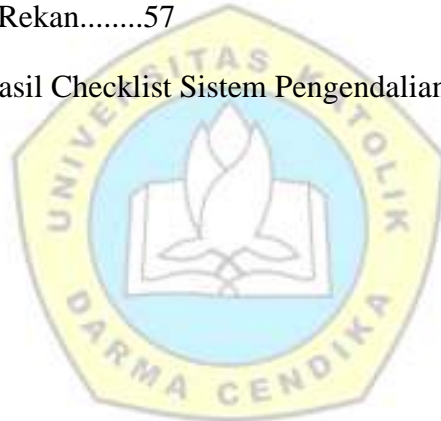 Rekan........57
asil Checklist Sistem Pengendalian
UNIVERSITAS KATOLIK
DARMA CENDIKA